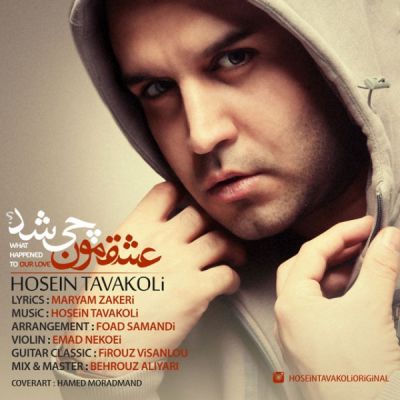 عشقمون چی شد؟
WHAT
HAPPENED
TO OUR LOVE
HOSEIN TAVAKOLi
LYRiCS : MARYAM ZAKERi
MUSiC : HOSEiN TAVAKOLi
ARRANGEMENT : FOAD SAMANDi
VIOLIN : EMAD NEKOEi
GUITAR CLASSIC : FiROUZ ViSANLOU
MIX & MASTER : BEHROUZ ALiYARi
COVERART : HAMED MORADMAND
HOSEiNTAVAKOLiORiGiNAL